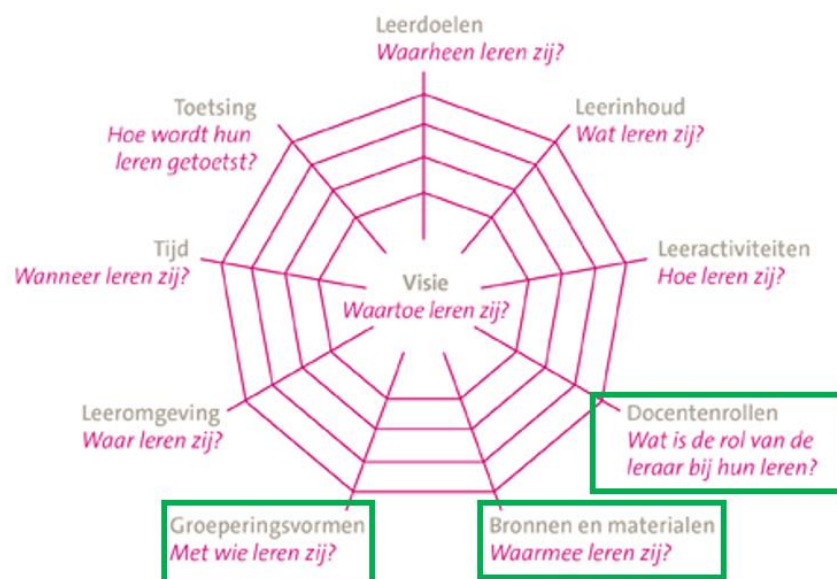 Leerdoelen
Waarheen leren zij?
Toetsing
Hoe wordt hun
leren getoetst?
Leerinhoud
Wat leren zij?
Tijd
Wanneer leren zij?
Visie
Waartoe leren zij?
Leeractiviteiten
Hoe leren zij?
Leeromgeving
Waar leren zij?
Docentenrollen
Wat is de rol van de
leraar bij hun leren?
Groeperingsvormen
Met wie leren zij?
Bronnen en materialen
Waarmee leren zij?